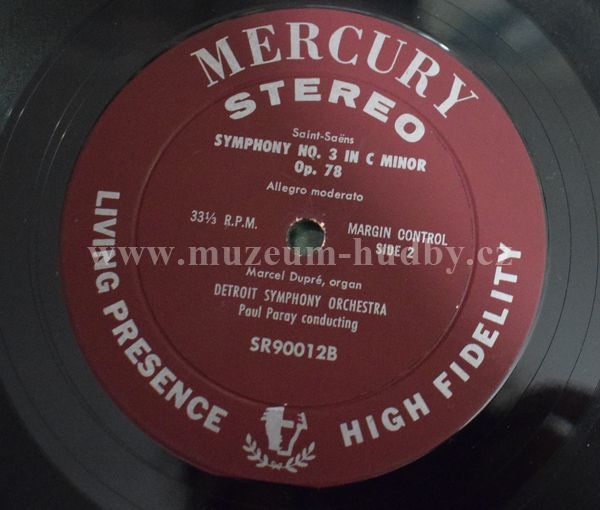 MERCURY
STEREO
Saint-Saëns
SYMPHONY NO. 3 IN C MINOR
Op. 78
Allegro moderato
33⅓ R.P.M.
MARGIN CONTROL
SIDE 2
www.muzeum-hudby.cz
Marcel Dupré, organ
DETROIT SYMPHONY ORCHESTRA
Paul Paray conducting
SR90012B
LIVING PRESENCE
HIGH FIDELITY